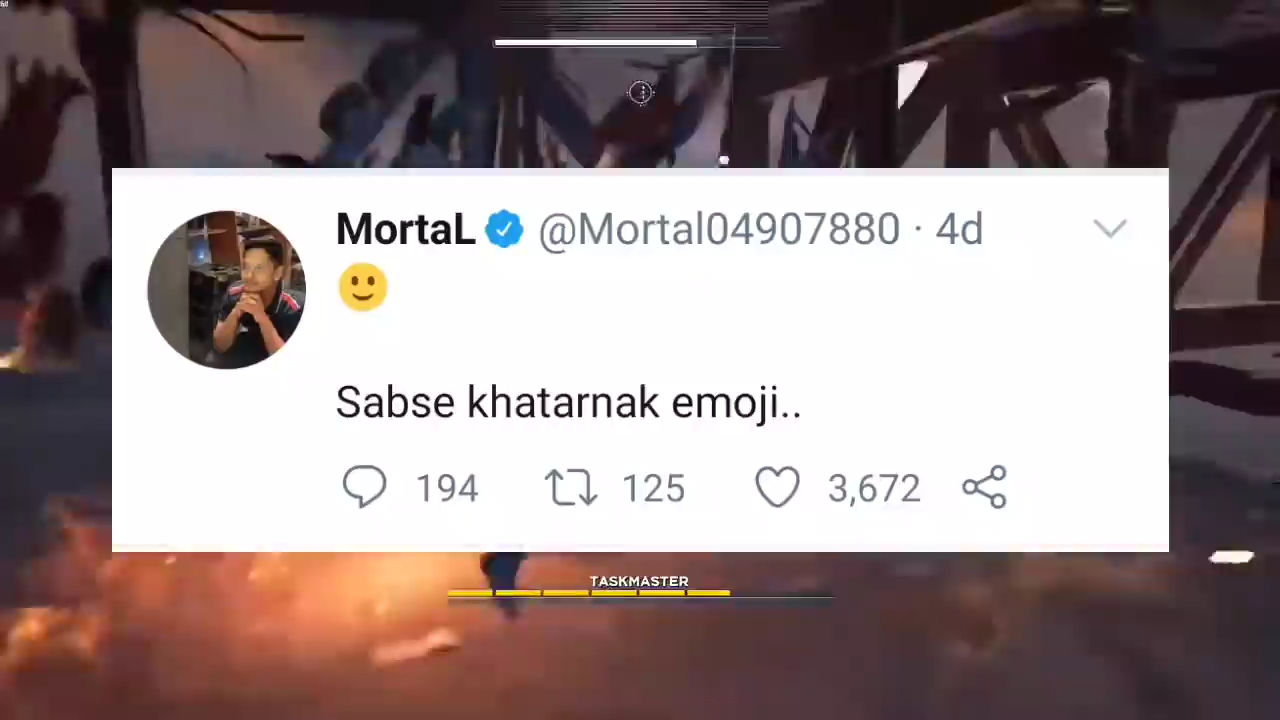 MortaL @Mortal04907880 · 4d
🙂
Sabse khatarnak emoji..
194 125 3,672
TASKMASTER